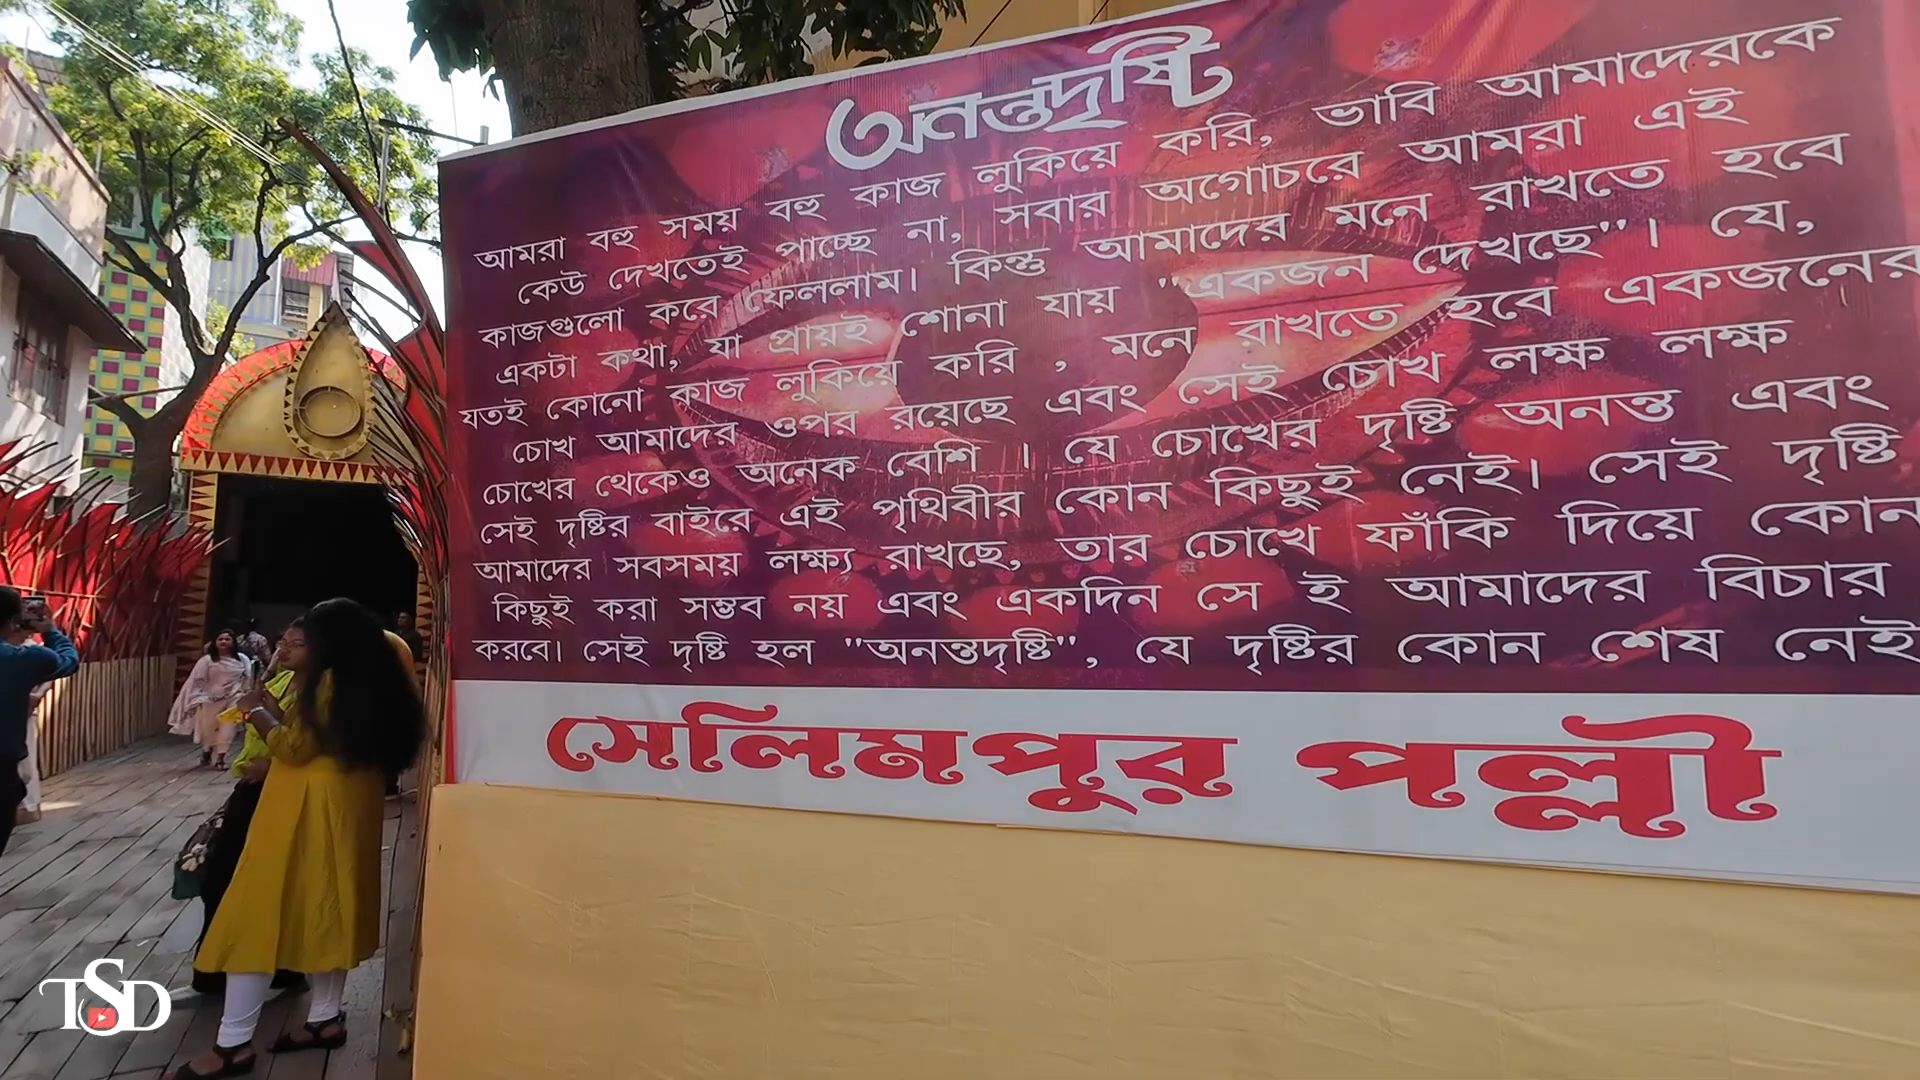 অনন্তদৃষ্টি
আমরা বহু সময় বহু কাজ লুকিয়ে করি, ভাবি আমাদেরকে
কেউ দেখতেই পাচ্ছে না, সবার অগোচরে আমরা এই
কাজগুলো করে ফেললাম। কিন্তু আমাদের মনে রাখতে হবে
একটা কথা, যা প্রায়ই শোনা যায় "একজন দেখছে"। যে,
যতই কোনো কাজ লুকিয়ে করি , মনে রাখতে হবে একজনের
চোখ আমাদের ওপর রয়েছে এবং সেই চোখ লক্ষ লক্ষ
চোখের থেকেও অনেক বেশি । যে চোখের দৃষ্টি অনন্ত এবং
সেই দৃষ্টির বাইরে এই পৃথিবীর কোন কিছুই নেই। সেই দৃষ্টি
আমাদের সবসময় লক্ষ্য রাখছে, তার চোখে ফাঁকি দিয়ে কোন
কিছুই করা সম্ভব নয় এবং একদিন সে ই আমাদের বিচার
করবে। সেই দৃষ্টি হল "অনন্তদৃষ্টি", যে দৃষ্টির কোন শেষ নেই
সেলিমপুর পল্লী
TSD